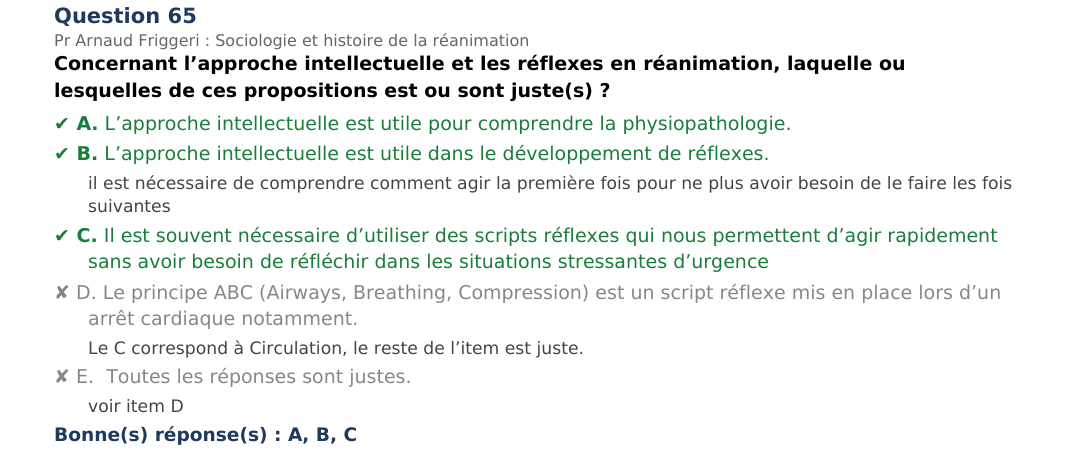 Question 65
Pr Arnaud Friggeri : Sociologie et histoire de la réanimation
Concernant l’approche intellectuelle et les réflexes en réanimation, laquelle ou
lesquelles de ces propositions est ou sont juste(s) ?
✔ A. L’approche intellectuelle est utile pour comprendre la physiopathologie.
✔ B. L’approche intellectuelle est utile dans le développement de réflexes.
il est nécessaire de comprendre comment agir la première fois pour ne plus avoir besoin de le faire les fois
suivantes
✔ C. Il est souvent nécessaire d’utiliser des scripts réflexes qui nous permettent d’agir rapidement
sans avoir besoin de réfléchir dans les situations stressantes d’urgence
✘ D. Le principe ABC (Airways, Breathing, Compression) est un script réflexe mis en place lors d’un
arrêt cardiaque notamment.
Le C correspond à Circulation, le reste de l’item est juste.
✘ E. Toutes les réponses sont justes.
voir item D
Bonne(s) réponse(s) : A, B, C